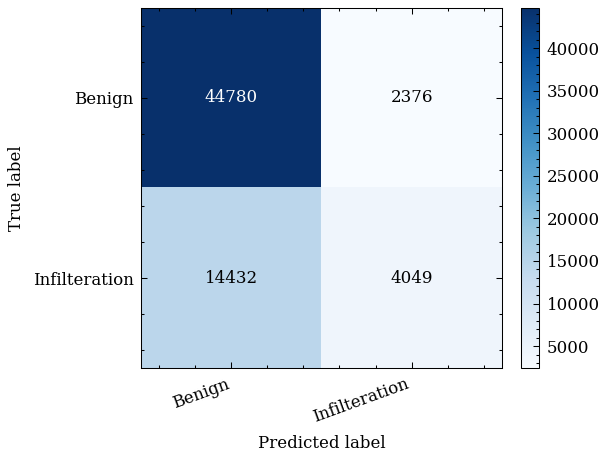 True label
Benign
Infilteration
44780
2376
14432
4049
Benign
Infilteration
Predicted label
40000
35000
30000
25000
20000
15000
10000
5000